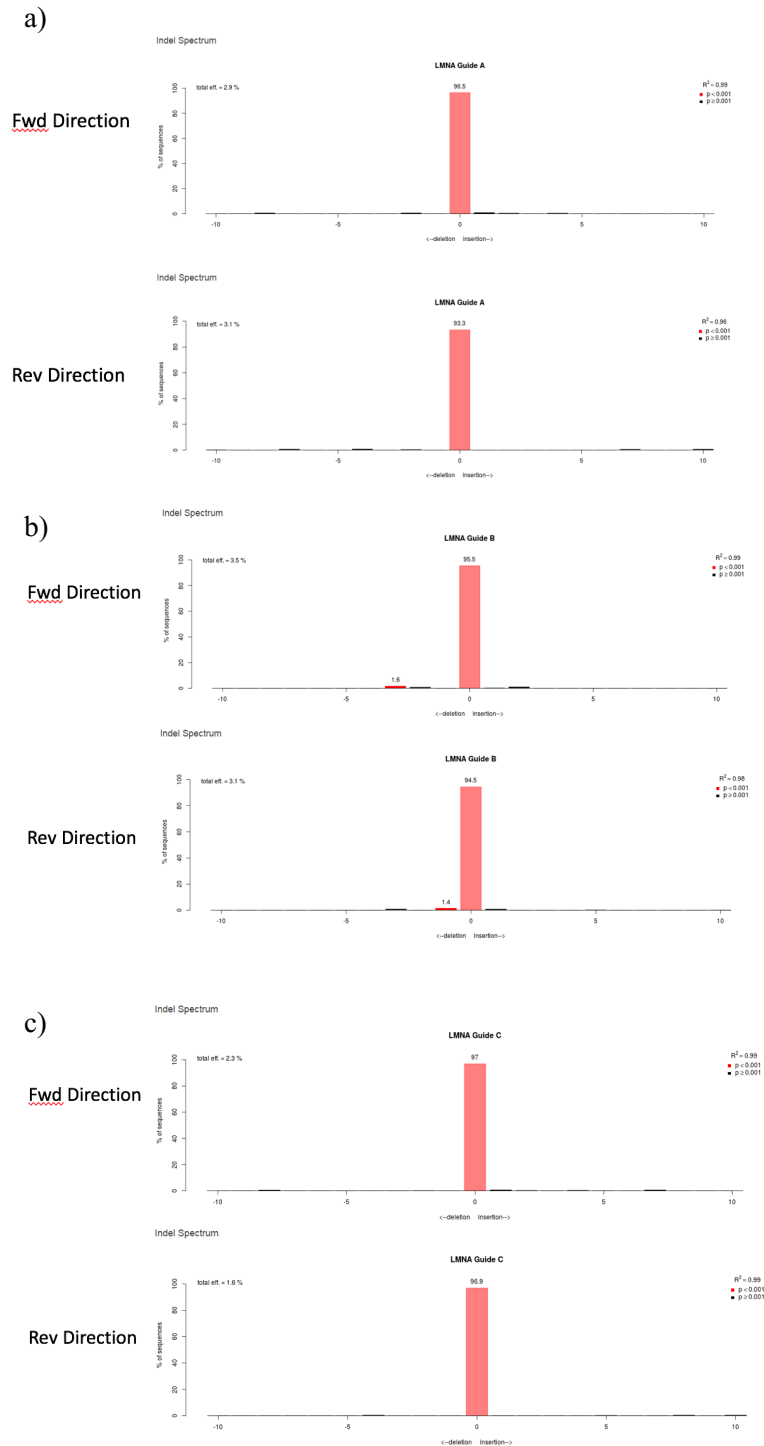 a)
Indel Spectrum
LMNA Guide A
Fwd Direction
total eff. = 2.9 %
R² = 0.99
p < 0.001
p ≥ 0.001
96.5
% of sequences
0 20 40 60 80 100
-10 -5 0 5 10
<--deletion insertion-->
Indel Spectrum
LMNA Guide A
Rev Direction
total eff. = 3.1 %
R² = 0.96
p < 0.001
p ≥ 0.001
93.3
% of sequences
0 20 40 60 80 100
-10 -5 0 5 10
<--deletion insertion-->
b)
Indel Spectrum
LMNA Guide B
Fwd Direction
total eff. = 3.5 %
R² = 0.99
p < 0.001
p ≥ 0.001
95.5
1.6
% of sequences
0 20 40 60 80 100
-10 -5 0 5 10
<--deletion insertion-->
Indel Spectrum
LMNA Guide B
Rev Direction
total eff. = 3.1 %
R² = 0.98
p < 0.001
p ≥ 0.001
94.5
1.4
% of sequences
0 20 40 60 80 100
-10 -5 0 5 10
<--deletion insertion-->
c)
Indel Spectrum
LMNA Guide C
Fwd Direction
total eff. = 2.3 %
R² = 0.99
p < 0.001
p ≥ 0.001
97
% of sequences
0 20 40 60 80 100
-10 -5 0 5 10
<--deletion insertion-->
Indel Spectrum
LMNA Guide C
Rev Direction
total eff. = 1.6 %
R² = 0.99
p < 0.001
p ≥ 0.001
96.9
% of sequences
0 20 40 60 80 100
-10 -5 0 5 10
<--deletion insertion-->